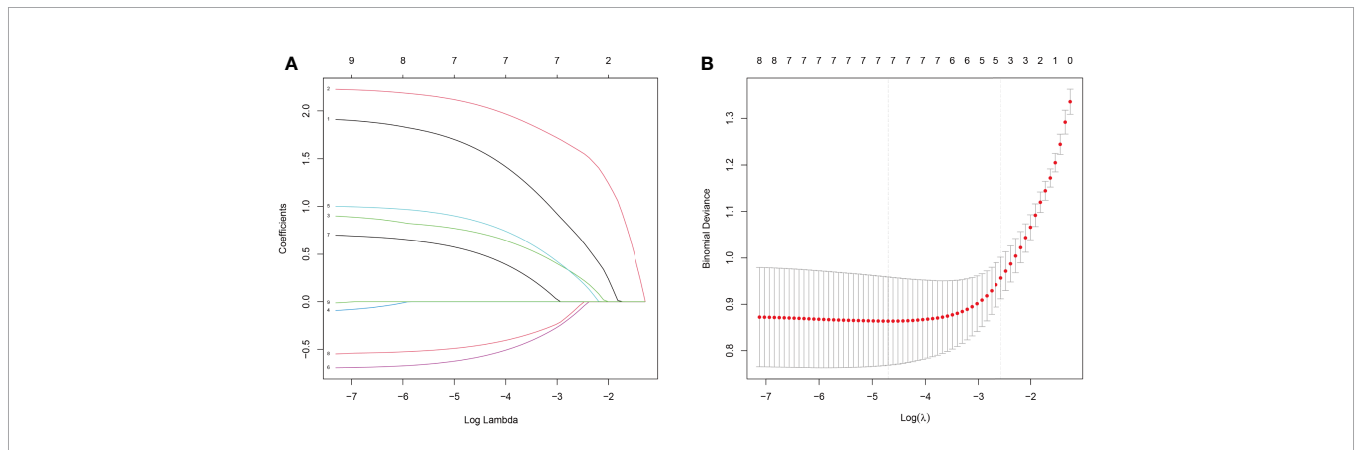 A
9 8 7 7 7 2
2.0
1.5
1.0
0.5
0.0
−0.5
Coefficients
2
1
5
3
7
9
4
8
6
−7 −6 −5 −4 −3 −2
Log Lambda
B
8 8 7 7 7 7 7 7 7 7 7 7 6 6 5 5 3 3 2 1 0
1.3
1.2
1.1
1.0
0.9
0.8
Binomial Deviance
−7 −6 −5 −4 −3 −2
Log(λ)